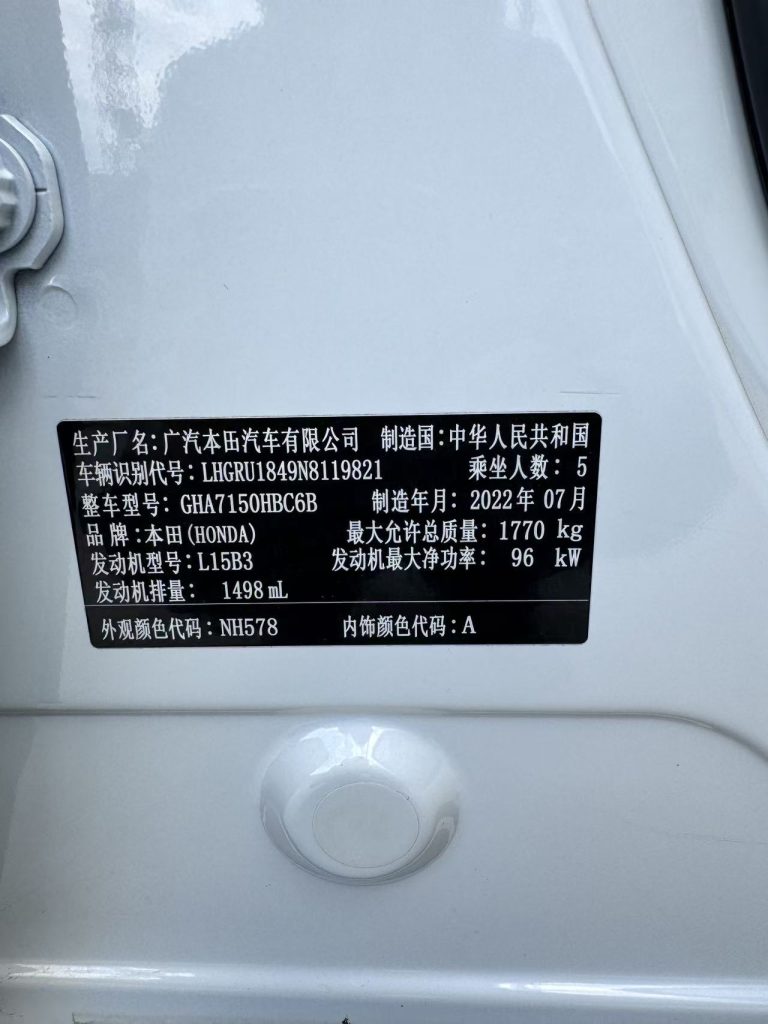 生产厂名:广汽本田汽车有限公司 制造国:中华人民共和国
车辆识别代号: LHGRU1849N8119821 乘坐人数: 5
整车型号: GHA7150HBC6B 制造年月: 2022年07月
品牌:本田(HONDA) 最大允许总质量: 1770 kg
发动机型号: L15B3 发动机最大净功率: 96 kW
发动机排量: 1498 mL
外观颜色代码: NH578 内饰颜色代码: A